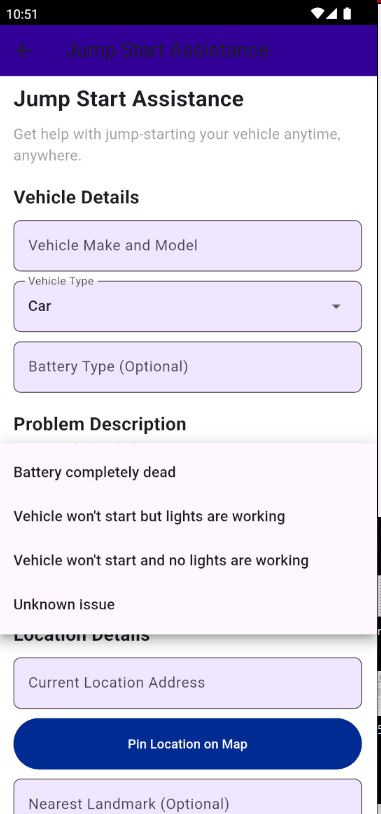 10:51
Jump Start Assistance
Jump Start Assistance
Get help with jump-starting your vehicle anytime,
anywhere.
Vehicle Details
Vehicle Make and Model
Vehicle Type
Car
Battery Type (Optional)
Problem Description
Battery completely dead
Vehicle won't start but lights are working
Vehicle won't start and no lights are working
Unknown issue
Location Details
Current Location Address
Pin Location on Map
Nearest Landmark (Optional)